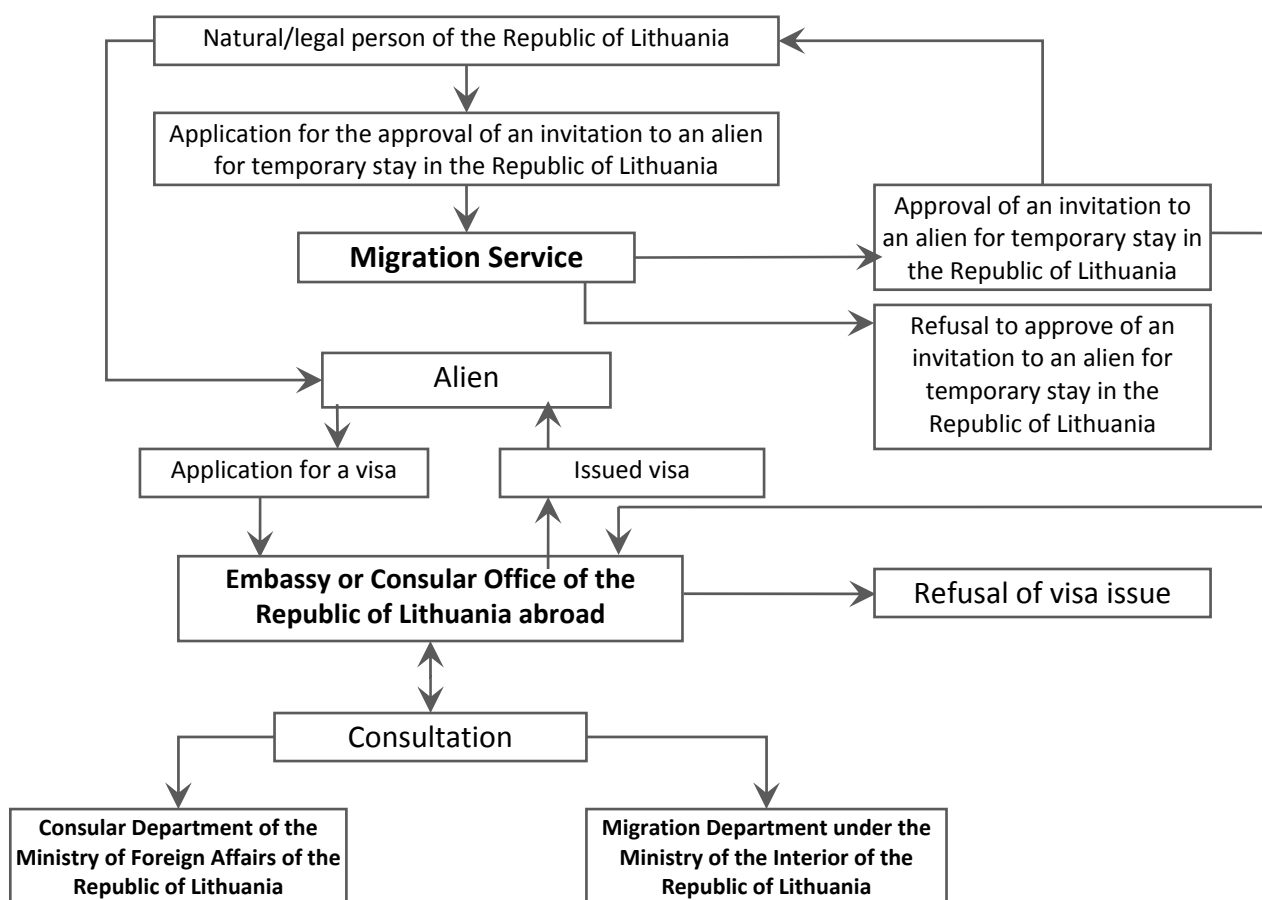 Natural/legal person of the Republic of Lithuania
Application for the approval of an invitation to an alien
for temporary stay in the Republic of Lithuania
Migration Service
Approval of an invitation to
an alien for temporary stay in
the Republic of Lithuania
Refusal to approve of an
invitation to an alien for
temporary stay in the
Republic of Lithuania
Alien
Application for a visa
Issued visa
Embassy or Consular Office of the
Republic of Lithuania abroad
Refusal of visa issue
Consultation
Consular Department of the
Ministry of Foreign Affairs of the
Republic of Lithuania
Migration Department under the
Ministry of the Interior of the
Republic of Lithuania